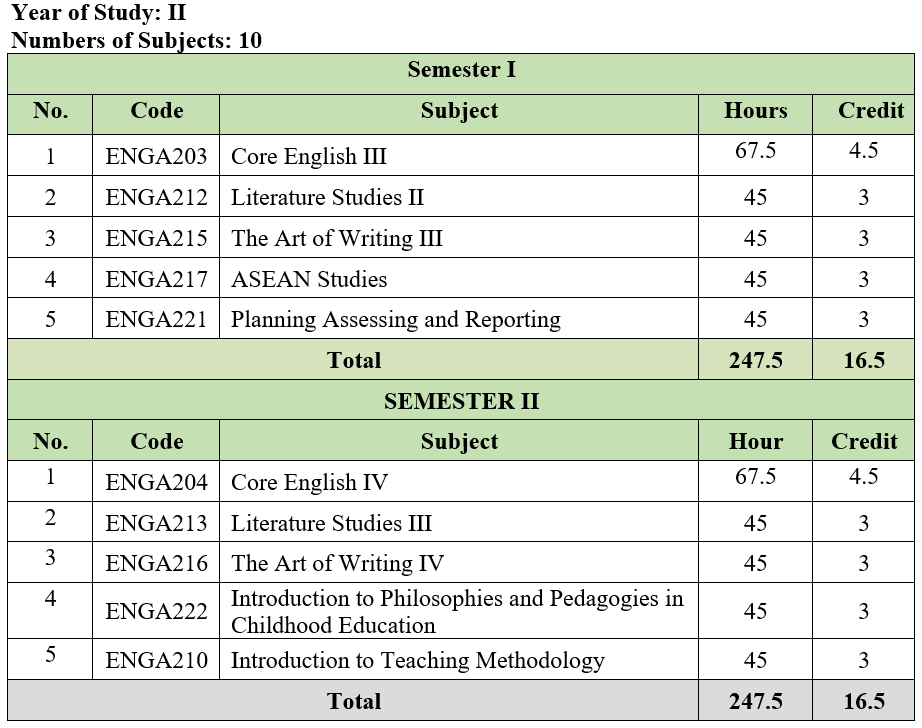 Year of Study: II
Numbers of Subjects: 10
Semester I
No. Code Subject Hours Credit
1 ENGA203 Core English III 67.5 4.5
2 ENGA212 Literature Studies II 45 3
3 ENGA215 The Art of Writing III 45 3
4 ENGA217 ASEAN Studies 45 3
5 ENGA221 Planning Assessing and Reporting 45 3
Total 247.5 16.5
SEMESTER II
No. Code Subject Hour Credit
1 ENGA204 Core English IV 67.5 4.5
2 ENGA213 Literature Studies III 45 3
3 ENGA216 The Art of Writing IV 45 3
4 ENGA222 Introduction to Philosophies and Pedagogies in
Childhood Education 45 3
5 ENGA210 Introduction to Teaching Methodology 45 3
Total 247.5 16.5